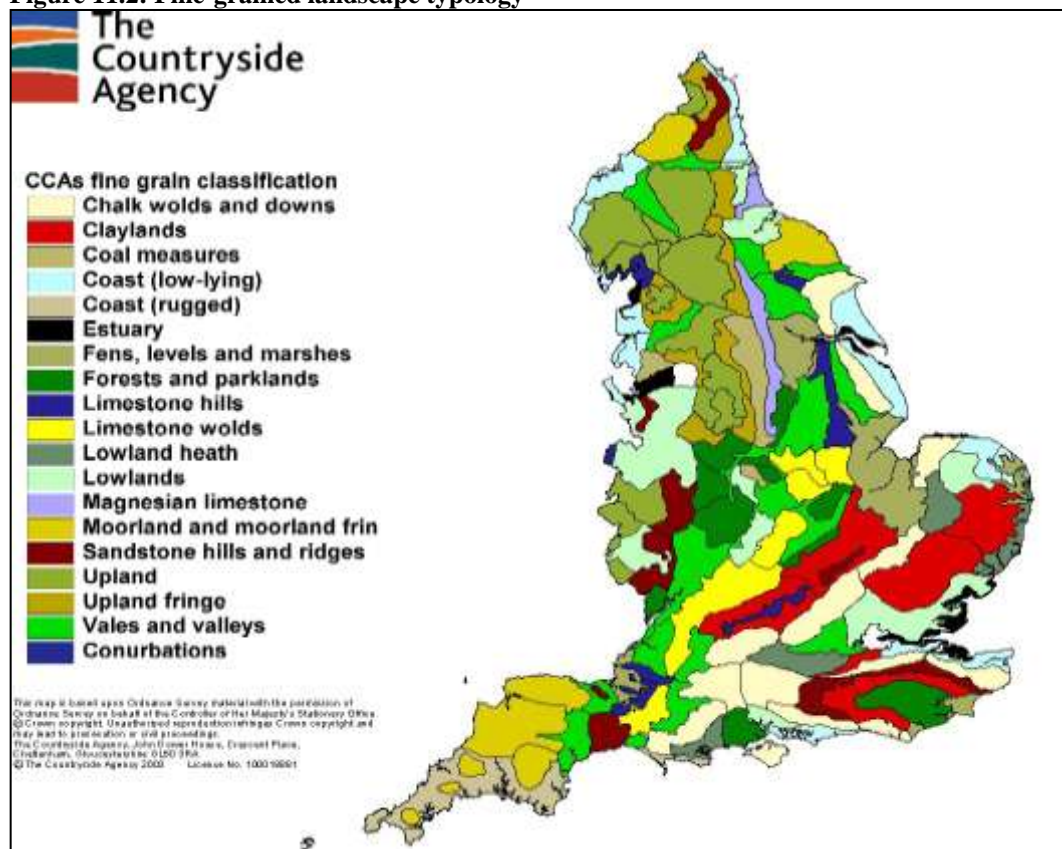 Figure 11.2: Fine-grained landscape typology
The
Countryside
Agency
CCAs fine grain classification
Chalk wolds and downs
Claylands
Coal measures
Coast (low-lying)
Coast (rugged)
Estuary
Fens, levels and marshes
Forests and parklands
Limestone hills
Limestone wolds
Lowland heath
Lowlands
Magnesian limestone
Moorland and moorland frin
Sandstone hills and ridges
Upland
Upland fringe
Vales and valleys
Conurbations
This map is based upon Ordnance Survey material with the permission of
Ordnance Survey on behalf of the Controller of Her Majesty's Stationery Office
© Crown copyright. Unauthorised reproduction infringes Crown copyright and
may lead to prosecution or civil proceedings.
The Countryside Agency, John Dower House, Crescent Place,
Cheltenham, Gloucestershire GL50 3RA
© The Countryside Agency